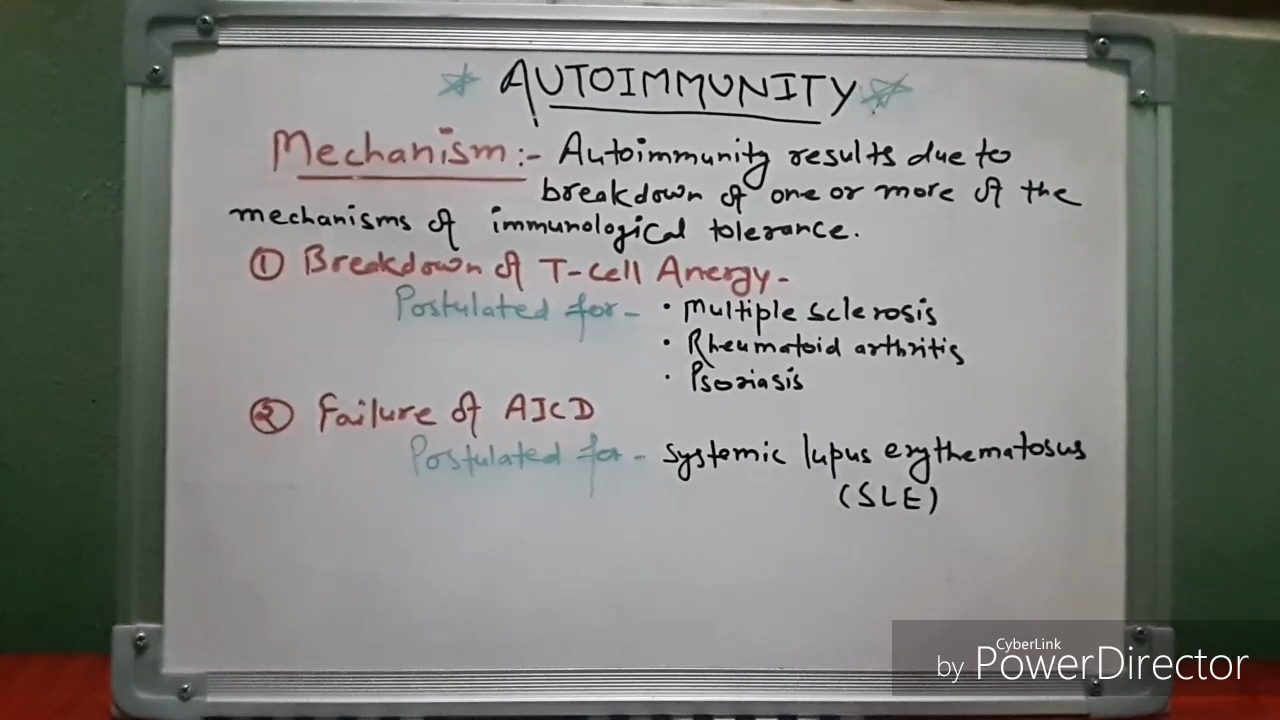 AUTOIMMUNITY
Mechanism:- Autoimmunity results due to
breakdown of one or more of the
mechanisms of immunological tolerance.
① Breakdown of T-cell Anergy-
Postulated for- • Multiple sclerosis
• Rheumatoid arthritis
• Psoriasis
② Failure of AICD
Postulated for- systemic lupus erythematosus
(SLE)
by CyberLink PowerDirector